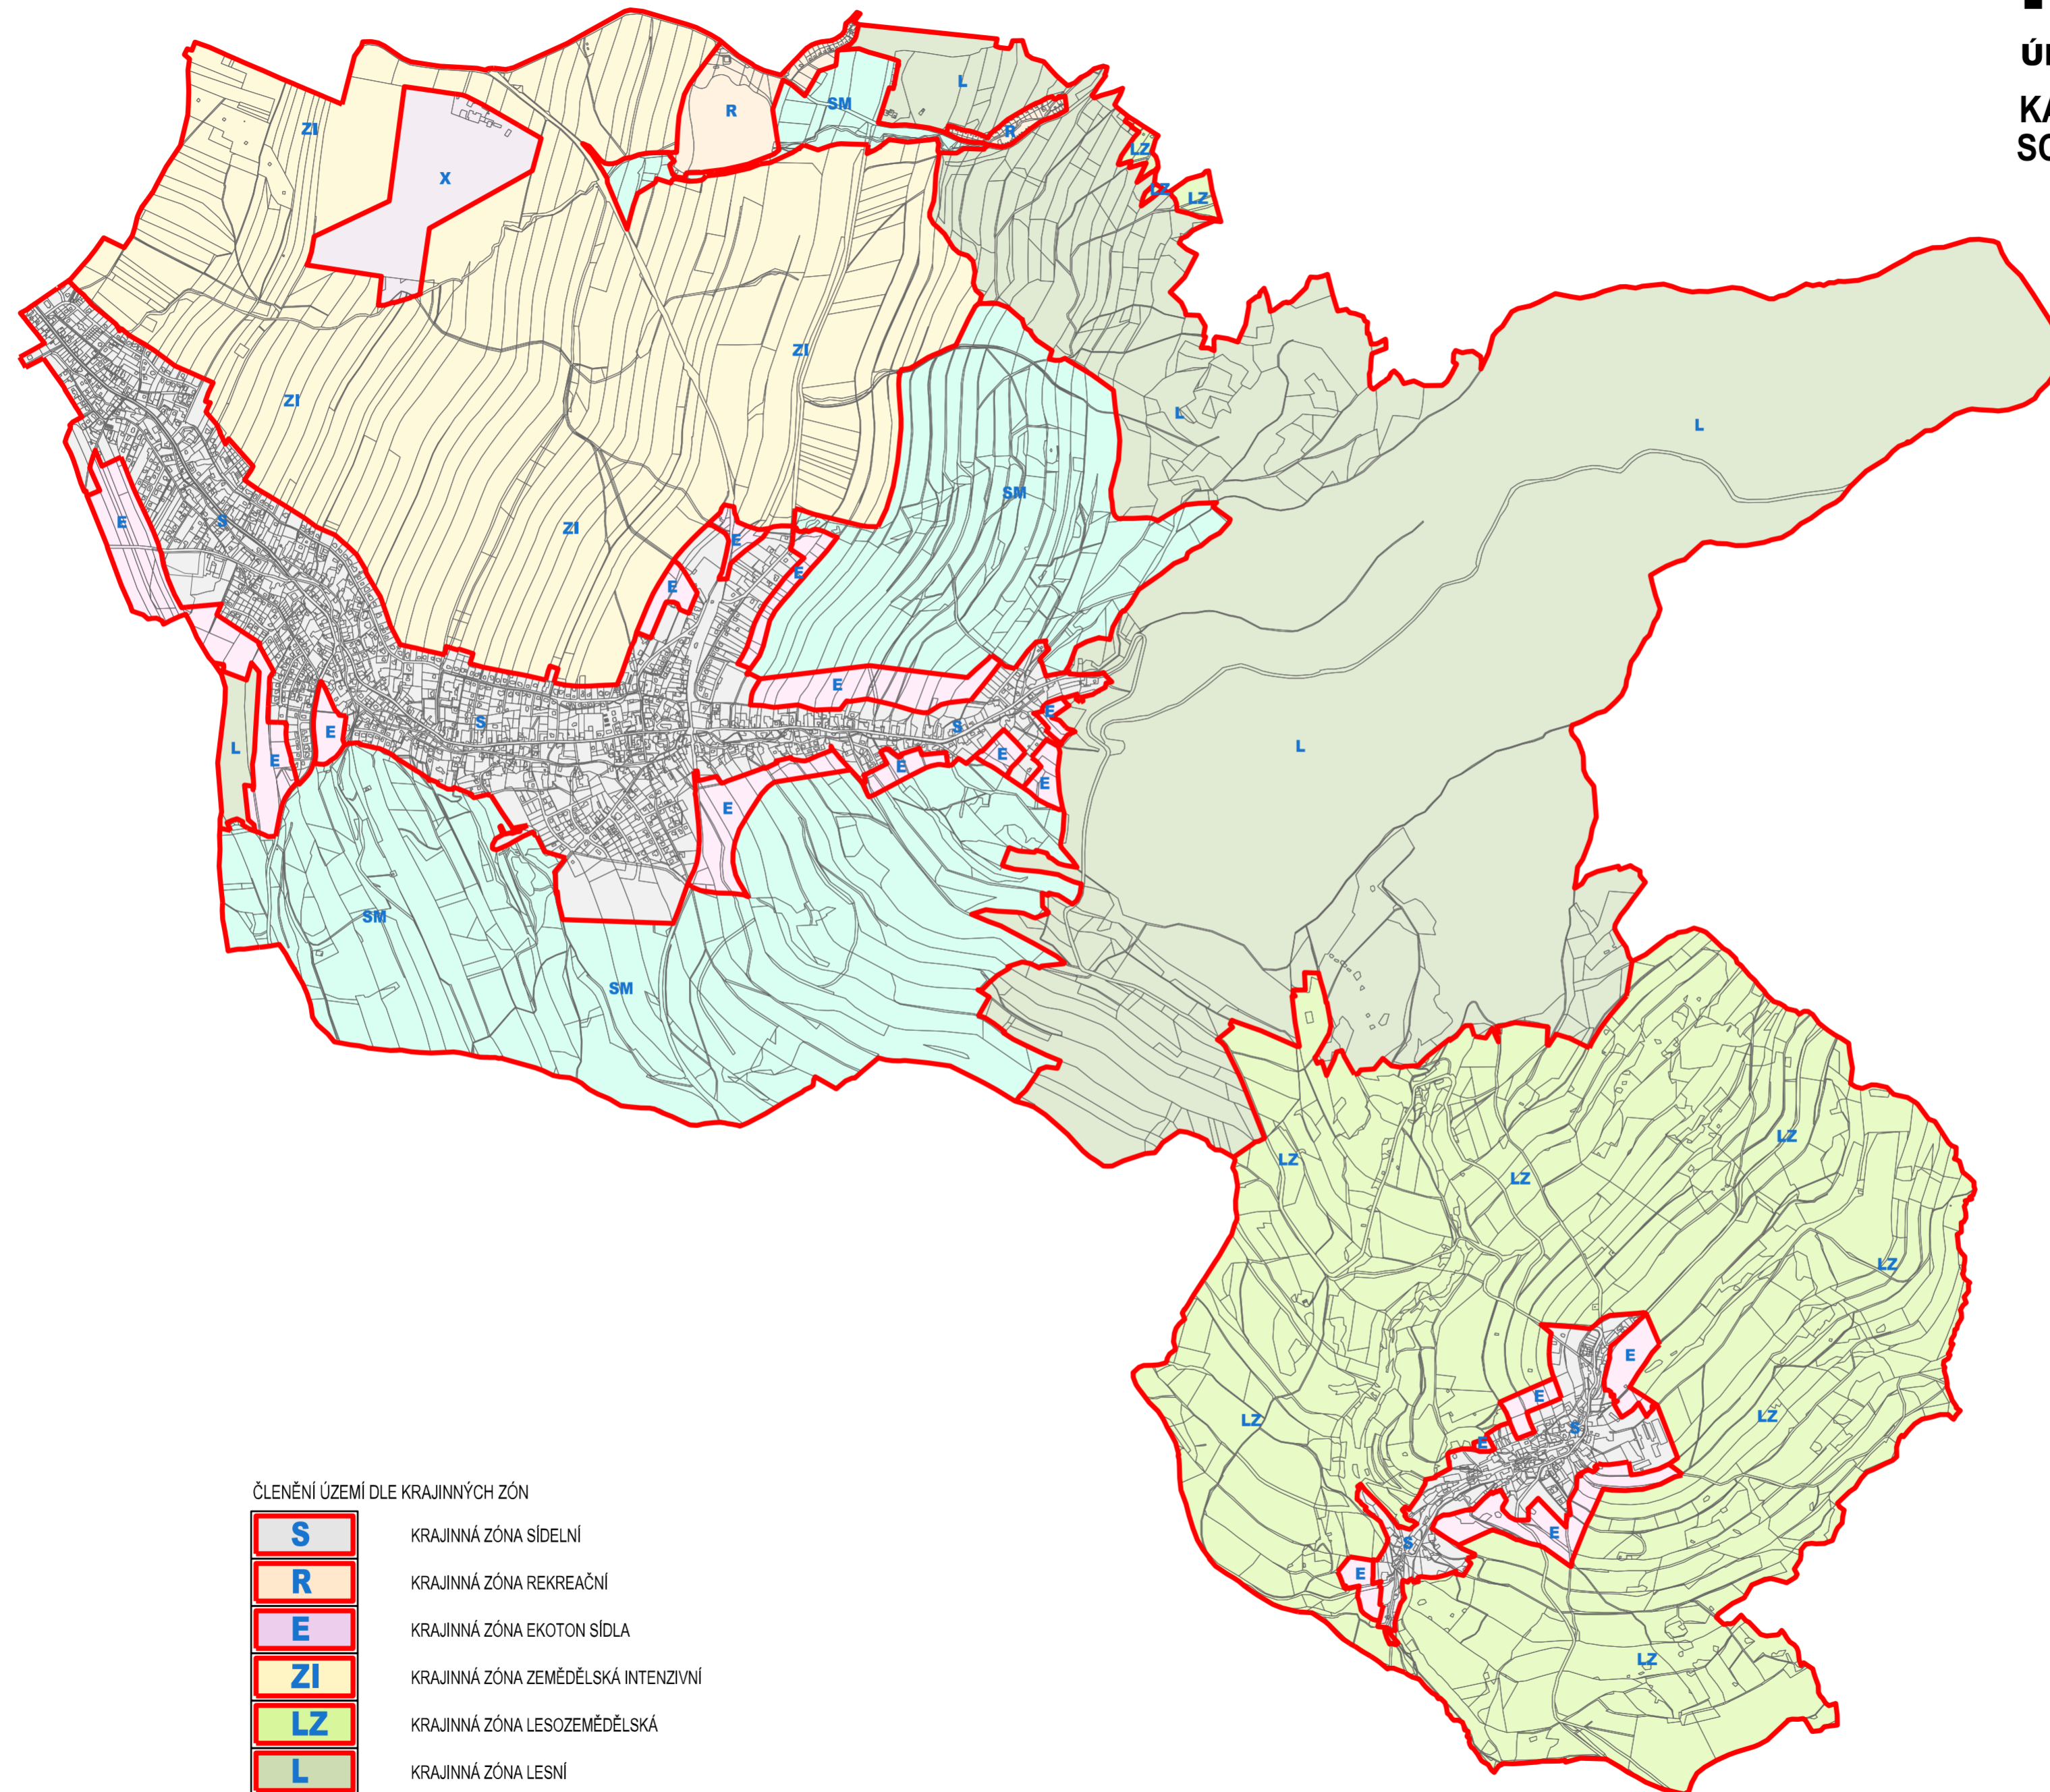 ZI
R
SM
L
R
LZ
LZ
LZ
X
ZI
ZI
L
L
SM
E
S
ZI
E
E
E
E
S
S
E
L
E
E
E
E
E
E
E
L
SM
SM
LZ
LZ
LZ
LZ
E
E
LZ
LZ
S
E
E
S
E
LZ
ČLENĚNÍ ÚZEMÍ DLE KRAJINNÝCH ZÓN
S KRAJINNÁ ZÓNA SÍDELNÍ
R KRAJINNÁ ZÓNA REKREAČNÍ
E KRAJINNÁ ZÓNA EKOTON SÍDLA
ZI KRAJINNÁ ZÓNA ZEMĚDĚLSKÁ INTENZIVNÍ
LZ KRAJINNÁ ZÓNA LESOZEMĚDĚLSKÁ
L KRAJINNÁ ZÓNA LESNÍ